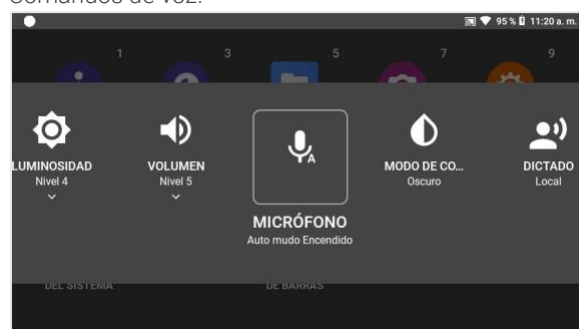 comandos de voz.
95 % 11:20 a. m.
1 3 5 7 9
LUMINOSIDAD VOLUMEN MODO DE CO... DICTADO
Nivel 4 Nivel 5 Oscuro Local
MICRÓFONO
Auto mudo Encendido
DEL SISTEMA DE BARRAS